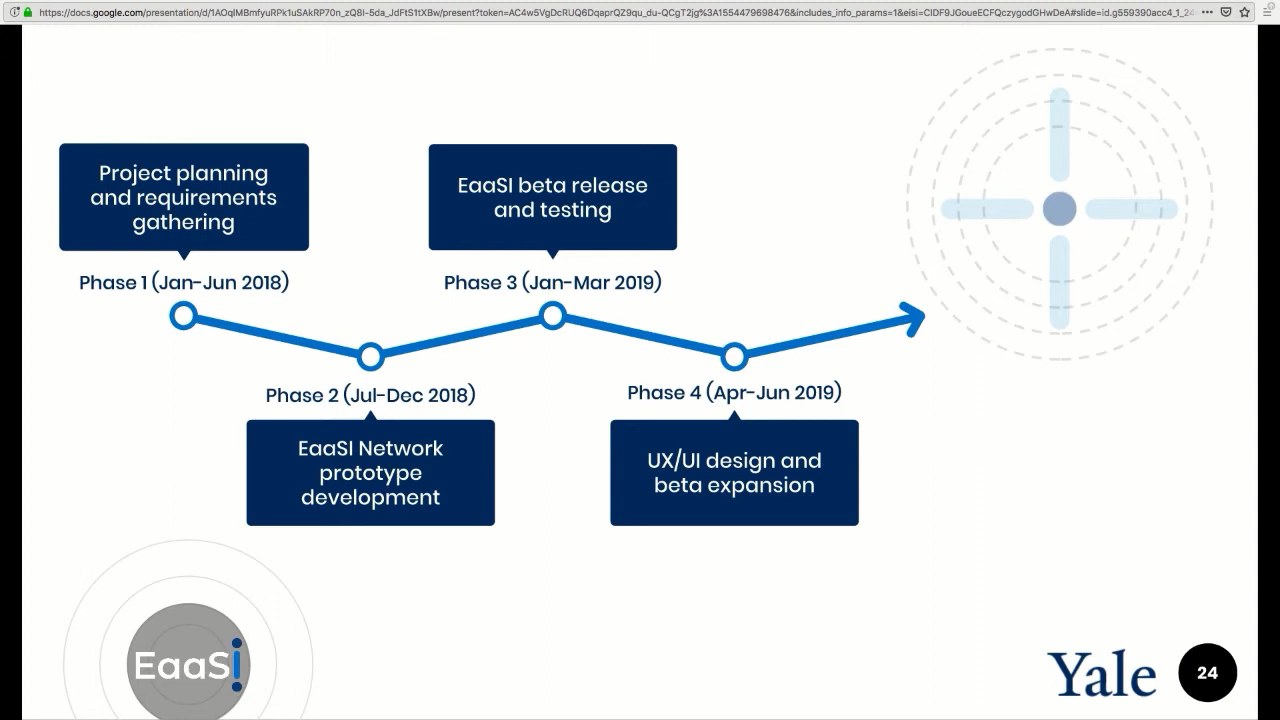 Project planning
and requirements
gathering
EaaSI beta release
and testing
Phase 1 (Jan-Jun 2018)
Phase 3 (Jan-Mar 2019)
Phase 2 (Jul-Dec 2018)
Phase 4 (Apr-Jun 2019)
EaaSI Network
prototype
development
UX/UI design and
beta expansion
EaaSi
Yale
24